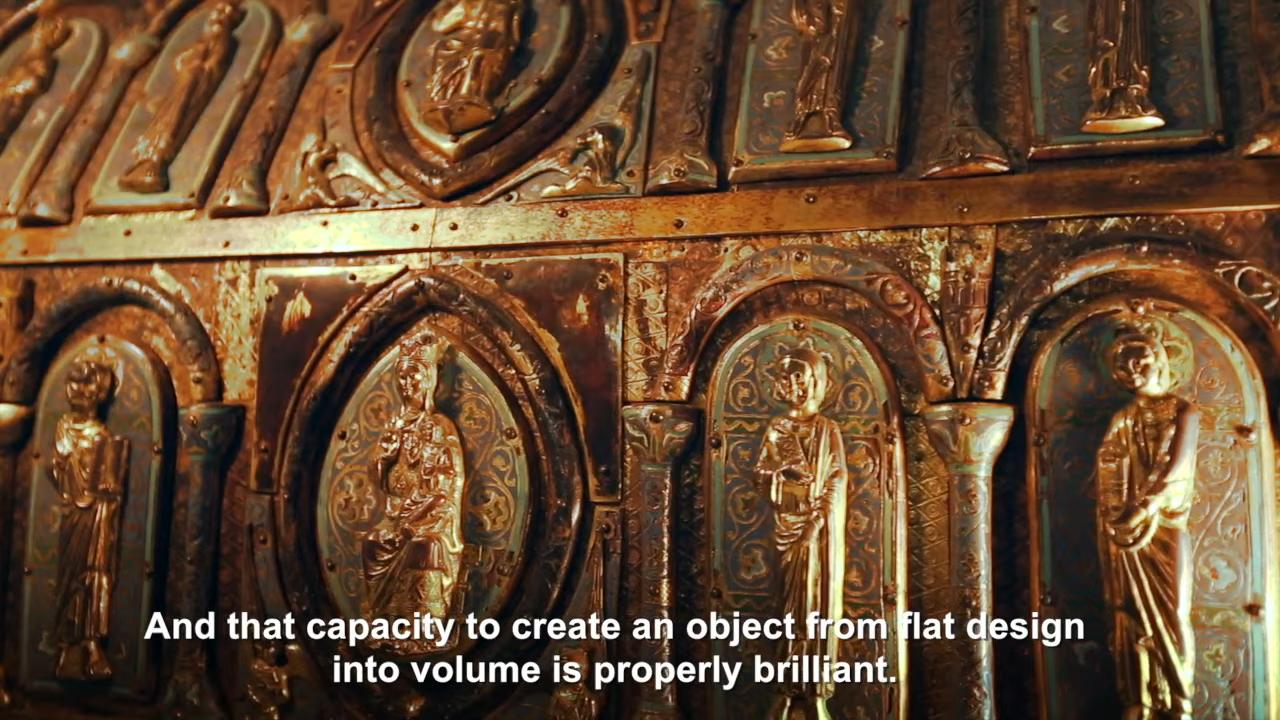 And that capacity to create an object from flat design
into volume is properly brilliant.